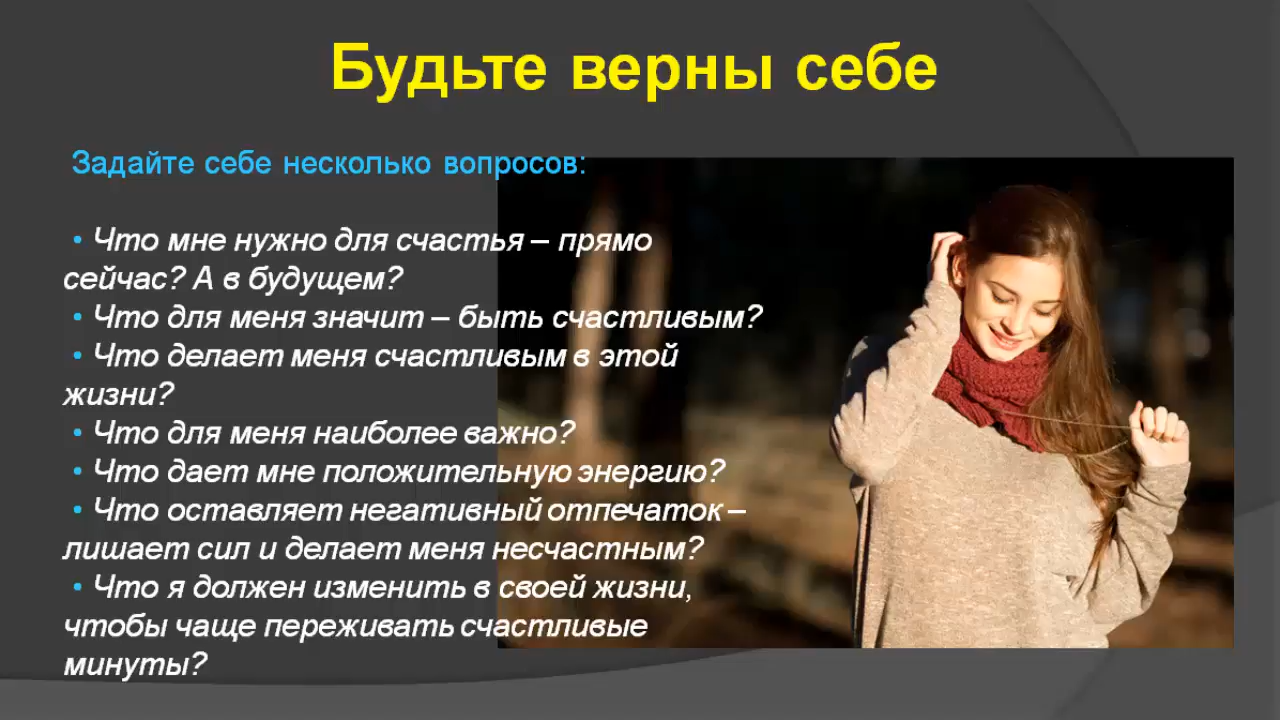 Будьте верны себе
Задайте себе несколько вопросов:
• Что мне нужно для счастья – прямо
сейчас? А в будущем?
• Что для меня значит – быть счастливым?
• Что делает меня счастливым в этой
жизни?
• Что для меня наиболее важно?
• Что дает мне положительную энергию?
• Что оставляет негативный отпечаток –
лишает сил и делает меня несчастным?
• Что я должен изменить в своей жизни,
чтобы чаще переживать счастливые
минуты?